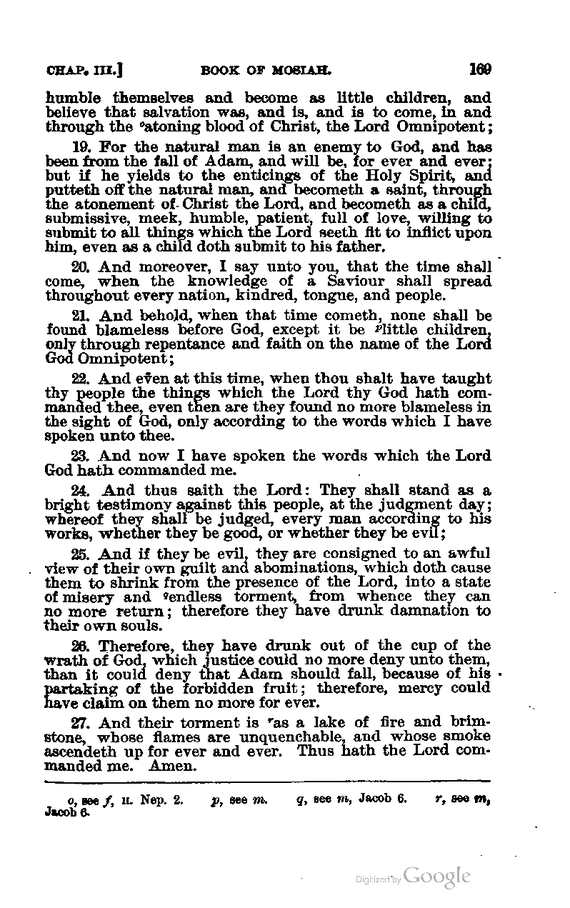 CHAP. III.] BOOK OF MOSIAH. 169
humble themselves and become as little children, and
believe that salvation was, and is, and is to come, in and
through the °atoning blood of Christ, the Lord Omnipotent;
19. For the natural man is an enemy to God, and has
been from the fall of Adam, and will be, for ever and ever;
but if he yields to the enticings of the Holy Spirit, and
putteth off the natural man, and becometh a saint, through
the atonement of Christ the Lord, and becometh as a child,
submissive, meek, humble, patient, full of love, willing to
submit to all things which the Lord seeth fit to inflict upon
him, even as a child doth submit to his father.
20. And moreover, I say unto you, that the time shall
come, when the knowledge of a Saviour shall spread
throughout every nation, kindred, tongue, and people.
21. And behold, when that time cometh, none shall be
found blameless before God, except it be ᵖlittle children,
only through repentance and faith on the name of the Lord
God Omnipotent;
22. And even at this time, when thou shalt have taught
thy people the things which the Lord thy God hath com-
manded thee, even then are they found no more blameless in
the sight of God, only according to the words which I have
spoken unto thee.
23. And now I have spoken the words which the Lord
God hath commanded me.
24. And thus saith the Lord: They shall stand as a
bright testimony against this people, at the judgment day;
whereof they shall be judged, every man according to his
works, whether they be good, or whether they be evil;
25. And if they be evil, they are consigned to an awful
view of their own guilt and abominations, which doth cause
them to shrink from the presence of the Lord, into a state
of misery and qendless torment, from whence they can
no more return; therefore they have drunk damnation to
their own souls.
26. Therefore, they have drunk out of the cup of the
wrath of God, which justice could no more deny unto them,
than it could deny that Adam should fall, because of his
partaking of the forbidden fruit; therefore, mercy could
have claim on them no more for ever.
27. And their torment is ʳas a lake of fire and brim-
stone, whose flames are unquenchable, and whose smoke
ascendeth up for ever and ever. Thus hath the Lord com-
manded me. Amen.
o, see f, II. Nep. 2. p, see m. q, see m, Jacob 6. r, see m,
Jacob 6.
Digitized by Google